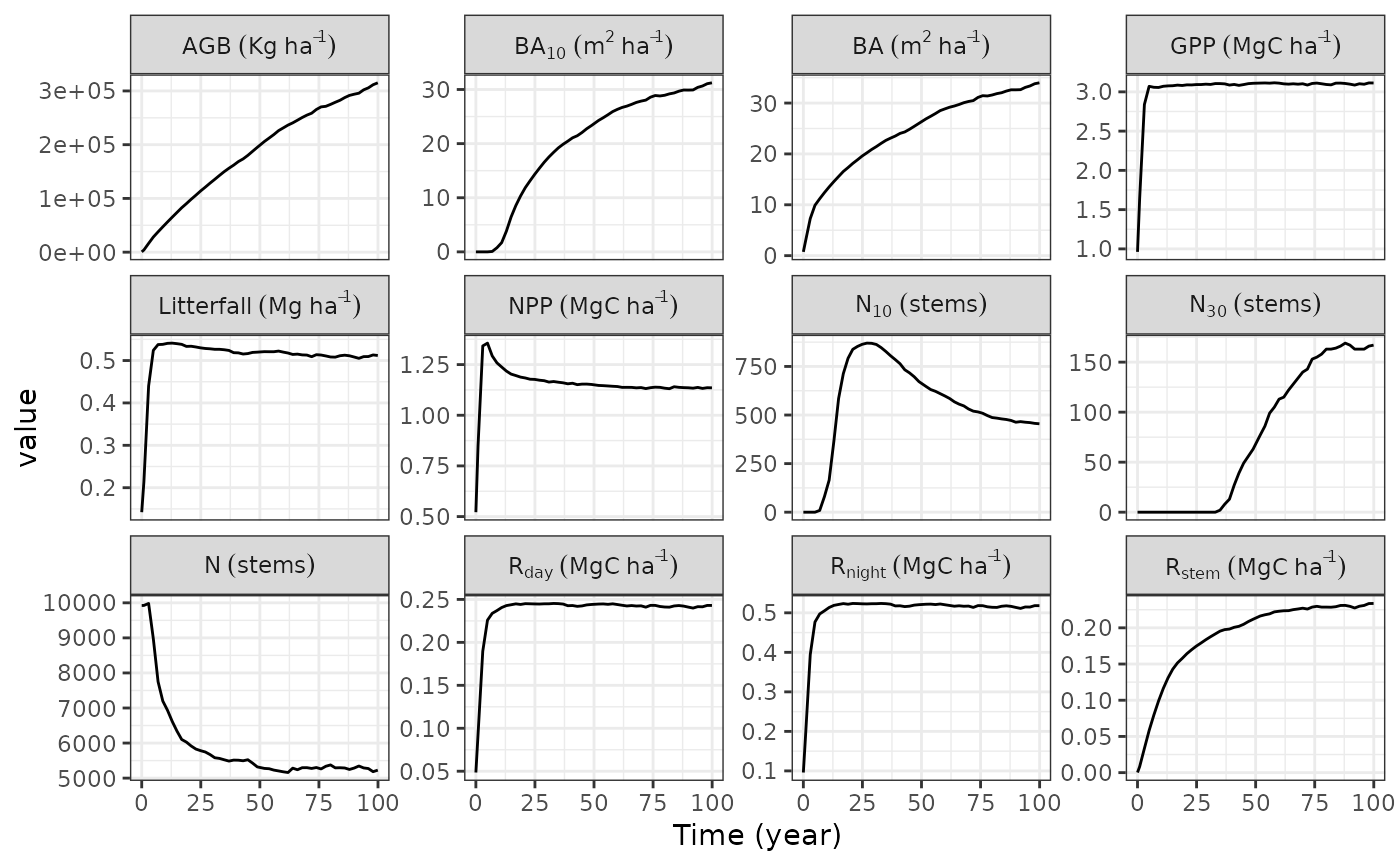 AGB (Kg ha⁻¹) BA₁₀ (m² ha⁻¹) BA (m² ha⁻¹) GPP (MgC ha⁻¹)
3e+05 30 30 3.0
2.5
2e+05 20 20 2.0
1e+05 10 10 1.5
0e+00 0 0 1.0
Litterfall (Mg ha⁻¹) NPP (MgC ha⁻¹) N₁₀ (stems) N₃₀ (stems)
0.5 1.25 750 150
0.4 1.00 500 100
0.3 0.75 250 50
0.2 0.50 0 0
value
N (stems) R_day (MgC ha⁻¹) R_night (MgC ha⁻¹) R_stem (MgC ha⁻¹)
10000 0.25 0.5 0.20
9000 0.20 0.4 0.15
8000 0.15 0.3 0.10
7000 0.10 0.2 0.05
6000 0.05 0.1 0.00
5000
0 25 50 75 100 0 25 50 75 100 0 25 50 75 100 0 25 50 75 100
Time (year)